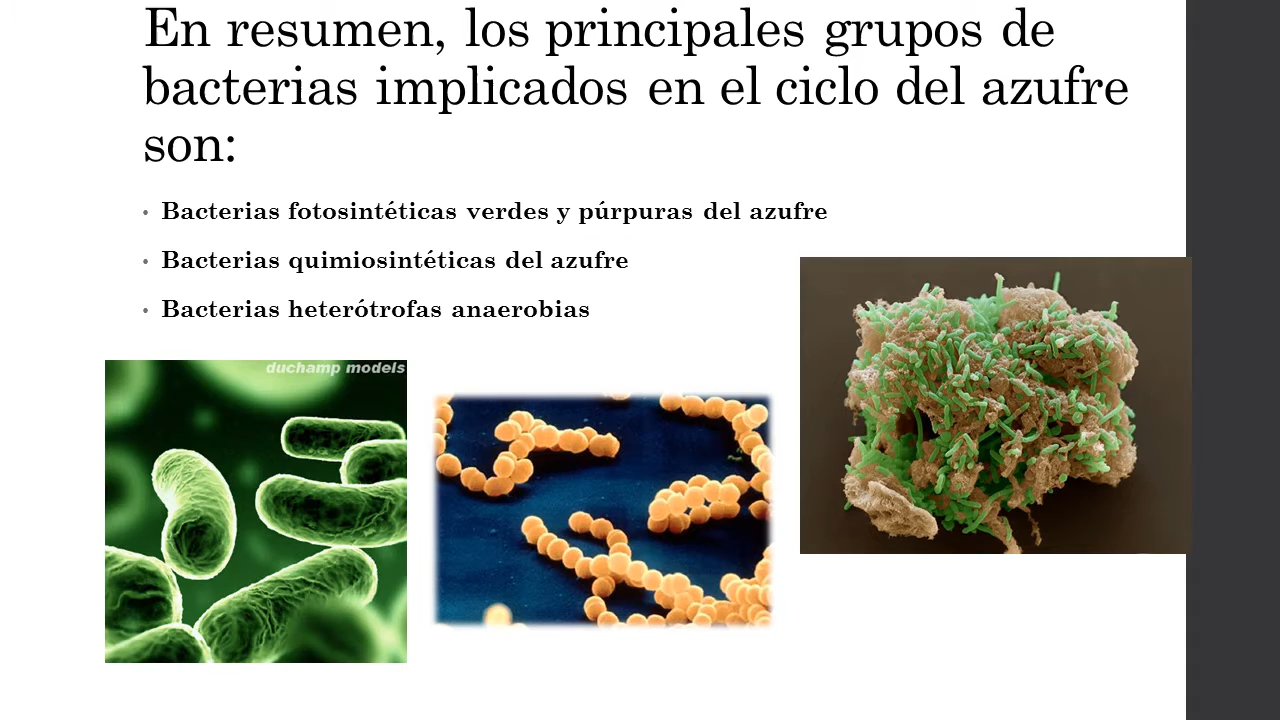 En resumen, los principales grupos de
bacterias implicados en el ciclo del azufre
son:
• Bacterias fotosintéticas verdes y púrpuras del azufre
• Bacterias quimiosintéticas del azufre
• Bacterias heterótrofas anaerobias
duchamp models